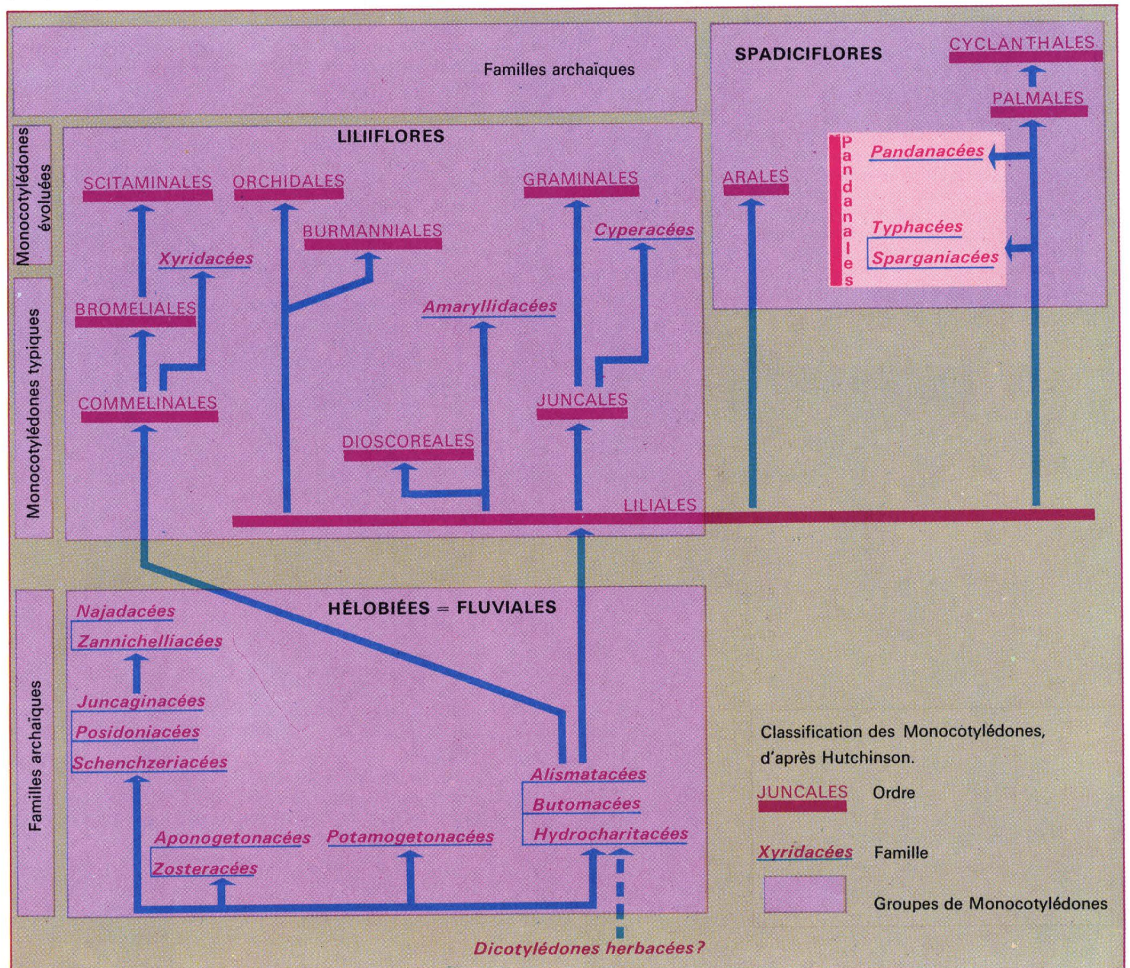 Familles archaïques
SPADICIFLORES
CYCLANTHALES
PALMALES
Pandanales
Pandanacées
Typhacées
Sparganiacées
ARALES
Monocotylédones
évoluées
LILIIFLORES
SCITAMINALES
ORCHIDALES
GRAMINALES
BURMANNIALES
Cyperacées
Xyridacées
Monocotylédones typiques
BROMELIALES
Amaryllidacées
COMMELINALES
JUNCALES
DIOSCOREALES
LILIALES
Familles archaïques
HÉLOBIÉES = FLUVIALES
Najadacées
Zannichelliacées
Juncaginacées
Posidoniacées
Schenchzeriacées
Alismatacées
Butomacées
Hydrocharitacées
Aponogetonacées
Zosteracées
Potamogetonacées
Dicotylédones herbacées?
Classification des Monocotylédones,
d'après Hutchinson.
JUNCALES Ordre
Xyridacées Famille
Groupes de Monocotylédones